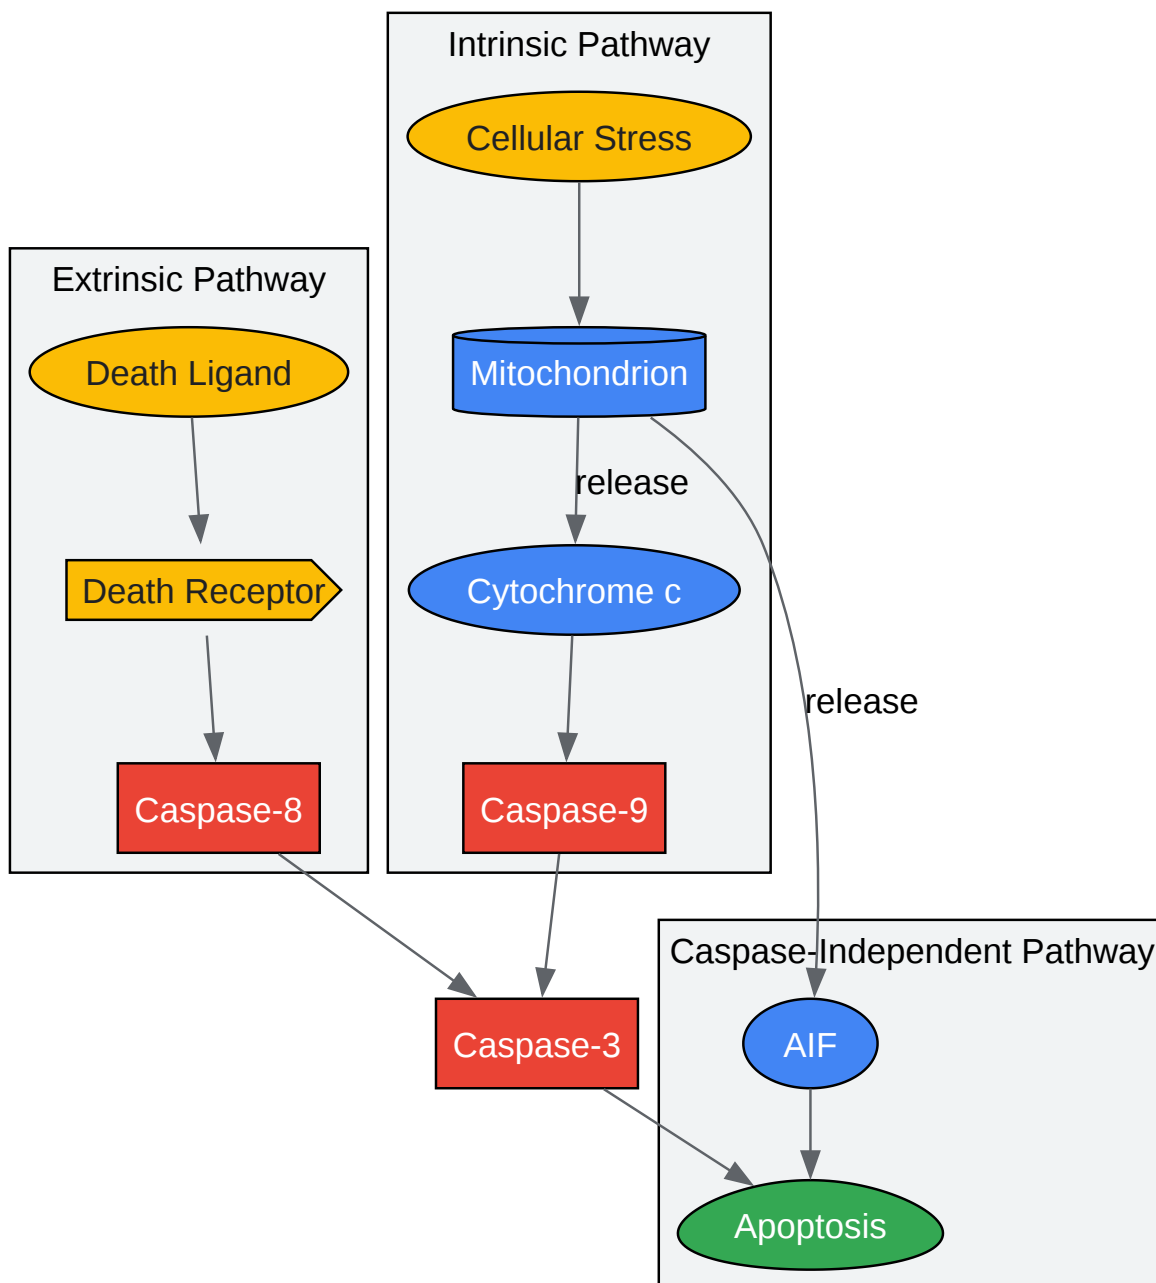 Intrinsic Pathway
Cellular Stress
Extrinsic Pathway
Death Ligand
Mitochondrion
release
Death Receptor
Cytochrome c
release
Caspase-8
Caspase-9
Caspase-Independent Pathway
Caspase-3
AIF
Apoptosis